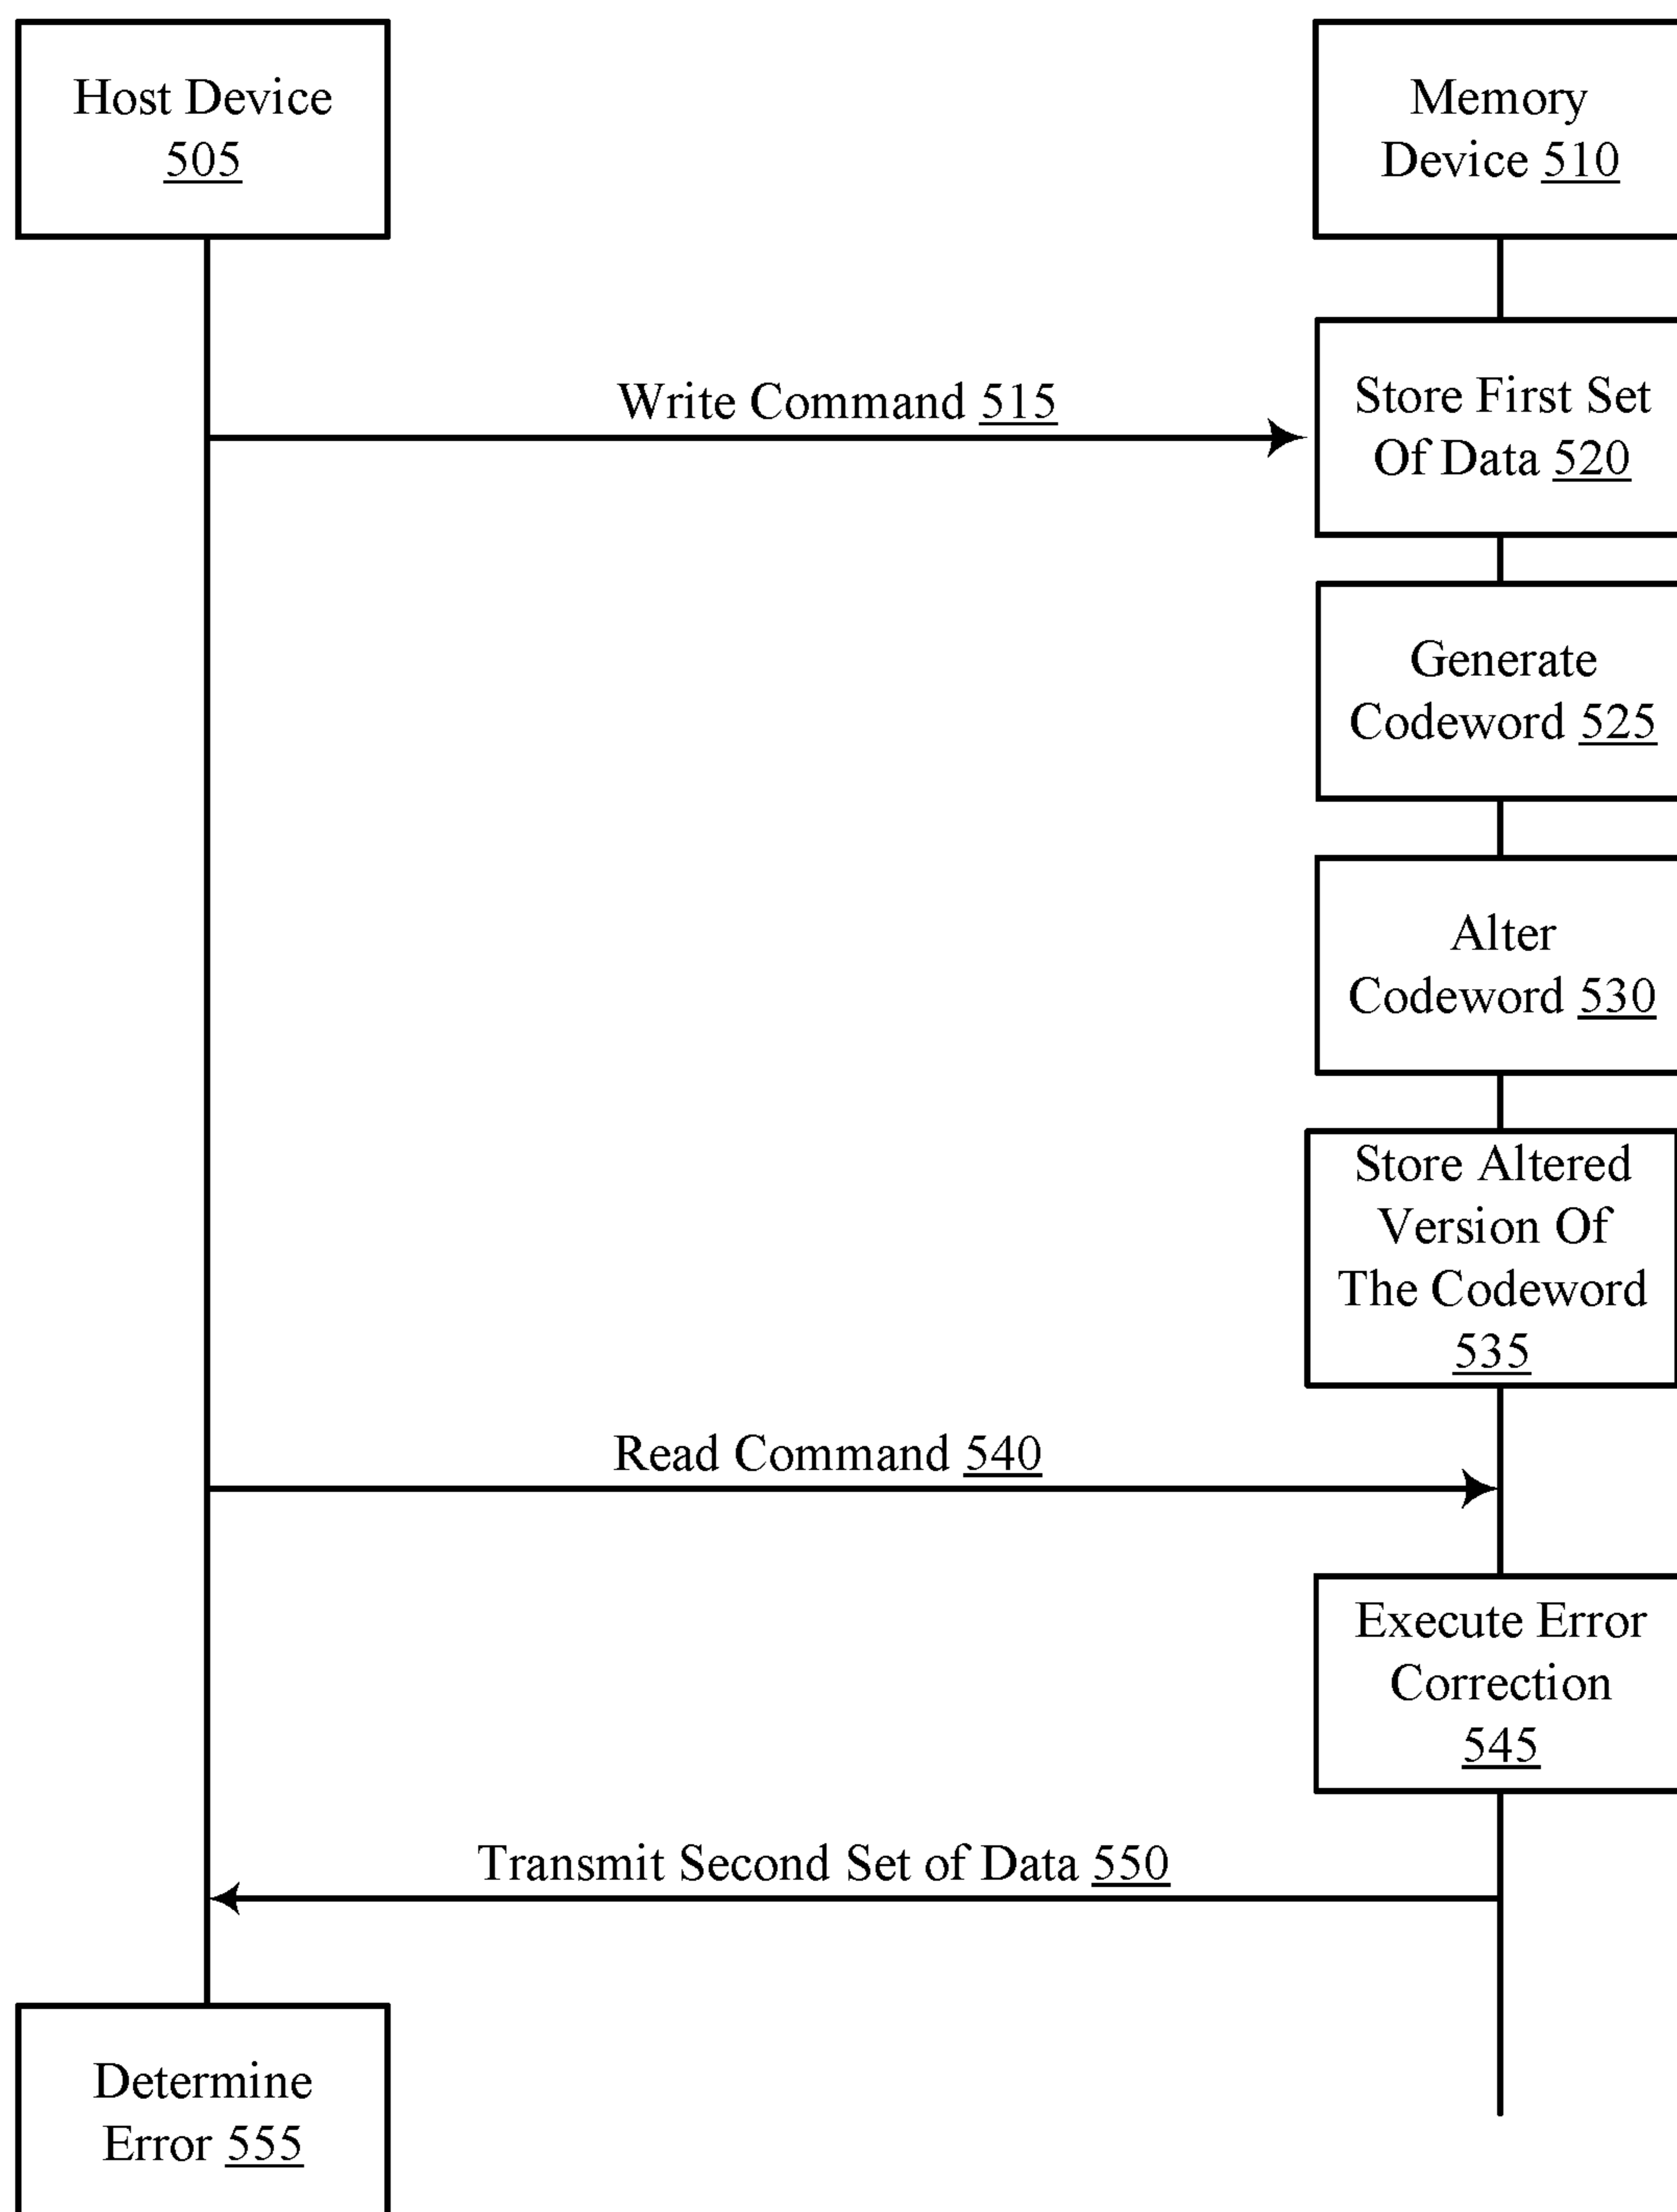 Host Device
505
Memory
Device 510
Write Command 515
Store First Set
Of Data 520
Generate
Codeword 525
Alter
Codeword 530
Store Altered
Version Of
The Codeword
535
Read Command 540
Execute Error
Correction
545
Transmit Second Set of Data 550
Determine
Error 555